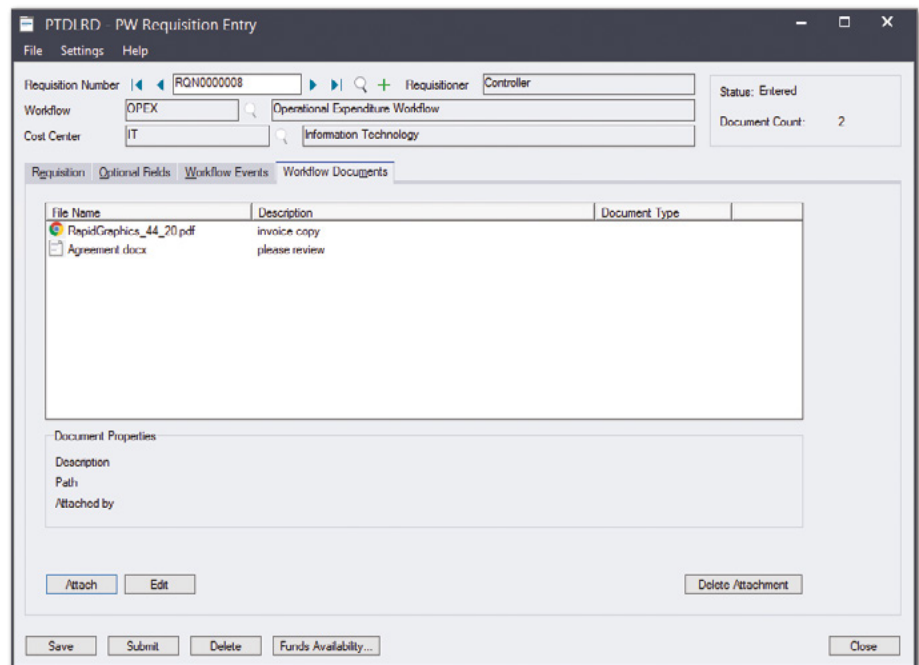 PTDLRD - PW Requisition Entry
File Settings Help
Requisition Number RQN0000008 Requisitioner Controller
Status: Entered
Workflow OPEX Operational Expenditure Workflow
Document Count: 2
Cost Center IT Information Technology
Requisition Optional Fields Workflow Events Workflow Documents
File Name Description Document Type
RapidGraphics_44_20.pdf invoice copy
Agreement.docx please review
Document Properties
Description
Path
Attached by
Attach Edit Delete Attachment
Save Submit Delete Funds Availability... Close